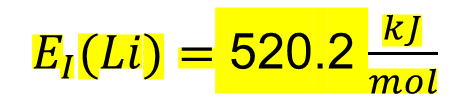 E_I(Li) = 520.2 kJ/mol